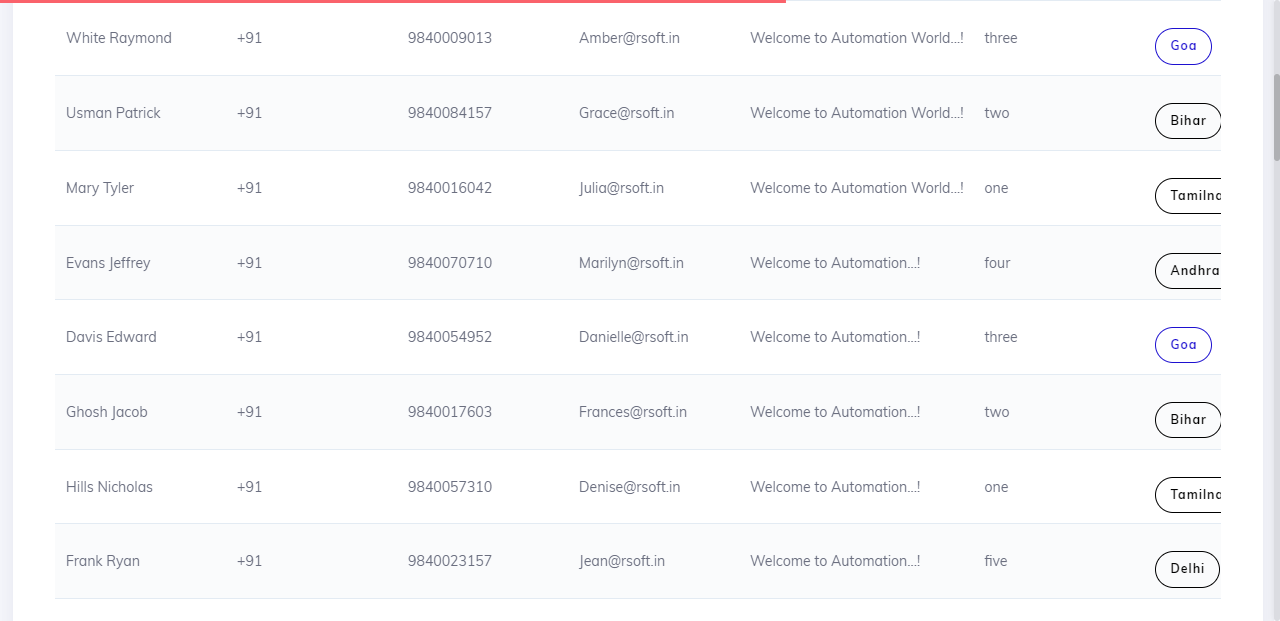 White Raymond +91 9840009013 Amber@rsoft.in Welcome to Automation World...! three Goa
Usman Patrick +91 9840084157 Grace@rsoft.in Welcome to Automation World...! two Bihar
Mary Tyler +91 9840016042 Julia@rsoft.in Welcome to Automation World...! one Tamilna
Evans Jeffrey +91 9840070710 Marilyn@rsoft.in Welcome to Automation...! four Andhra
Davis Edward +91 9840054952 Danielle@rsoft.in Welcome to Automation...! three Goa
Ghosh Jacob +91 9840017603 Frances@rsoft.in Welcome to Automation...! two Bihar
Hills Nicholas +91 9840057310 Denise@rsoft.in Welcome to Automation...! one Tamilna
Frank Ryan +91 9840023157 Jean@rsoft.in Welcome to Automation...! five Delhi